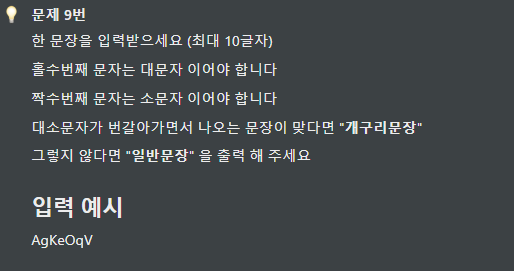 문제 9번
한 문장을 입력받으세요 (최대 10글자)
홀수번째 문자는 대문자 이어야 합니다
짝수번째 문자는 소문자 이어야 합니다
대소문자가 번갈아가면서 나오는 문장이 맞다면 "개구리문장"
그렇지 않다면 "일반문장" 을 출력 해 주세요
입력 예시
AgKeOqV